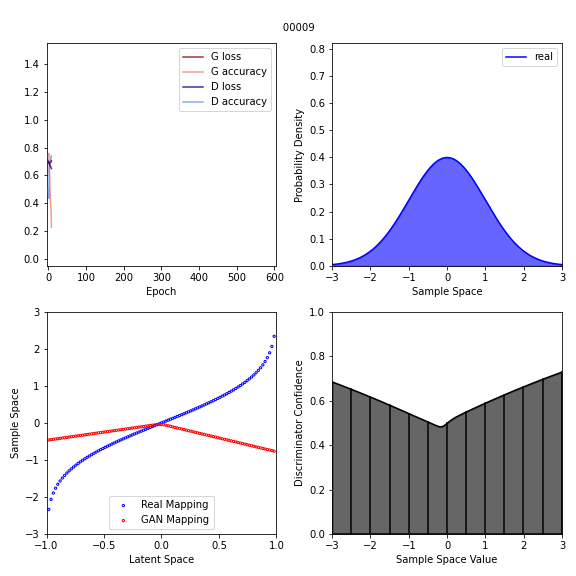 00009
1.4
1.2
1.0
0.8
0.6
0.4
0.2
0.0
0 100 200 300 400 500 600
Epoch
G loss
G accuracy
D loss
D accuracy
0.8
0.7
0.6
0.5
0.4
0.3
0.2
0.1
0.0
Probability Density
−3 −2 −1 0 1 2 3
Sample Space
real
3
2
1
0
−1
−2
−3
Sample Space
−1.0 −0.5 0.0 0.5 1.0
Latent Space
Real Mapping
GAN Mapping
1.0
0.8
0.6
0.4
0.2
0.0
Discriminator Confidence
−3 −2 −1 0 1 2 3
Sample Space Value